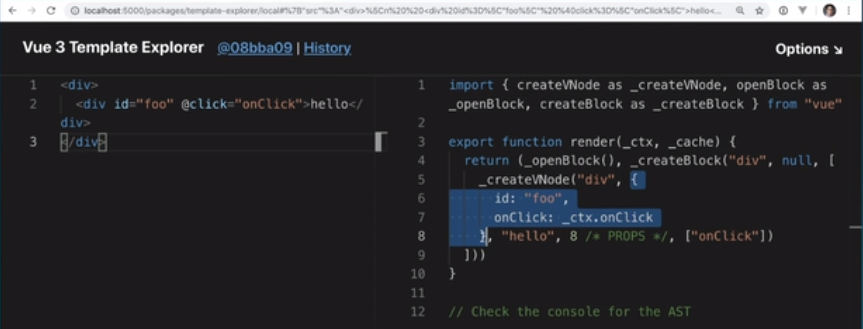 localhost:5000/packages/template-explorer/local#%7B"src"%3A"<div>%5Cn%20%20<div%20id%3D%5C"foo%5C"%20%40click%3D%5C"onClick%5C">hello<...
Vue 3 Template Explorer @08bba09 | History
Options ↘
1 <div>
2 <div id="foo" @click="onClick">hello</
div>
3 </div>
1 import { createVNode as _createVNode, openBlock as
_openBlock, createBlock as _createBlock } from "vue"
2
3 export function render(_ctx, _cache) {
4 return (_openBlock(), _createBlock("div", null, [
5 _createVNode("div", {
6 id: "foo",
7 onClick: _ctx.onClick
8 }, "hello", 8 /* PROPS */, ["onClick"])
9 ]))
10 }
11
12 // Check the console for the AST